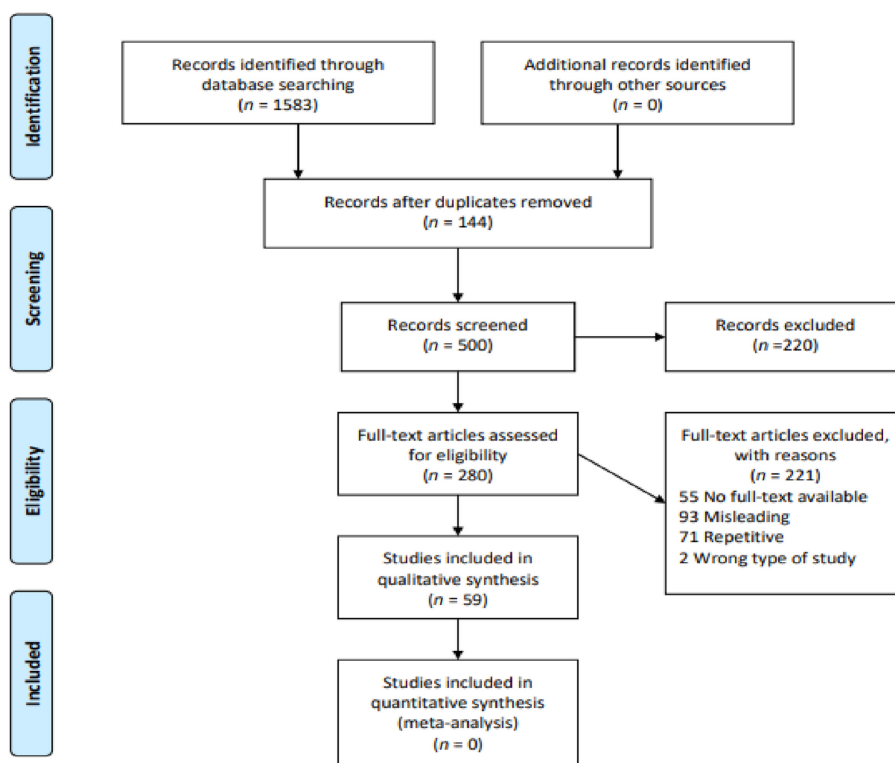 Identification
Records identified through
database searching
(n = 1583)
Additional records identified
through other sources
(n = 0)
Records after duplicates removed
(n = 144)
Screening
Records screened
(n = 500)
Records excluded
(n =220)
Eligibility
Full-text articles assessed
for eligibility
(n = 280)
Full-text articles excluded,
with reasons
(n = 221)
55 No full-text available
93 Misleading
71 Repetitive
2 Wrong type of study
Studies included in
qualitative synthesis
(n = 59)
Included
Studies included in
quantitative synthesis
(meta-analysis)
(n = 0)